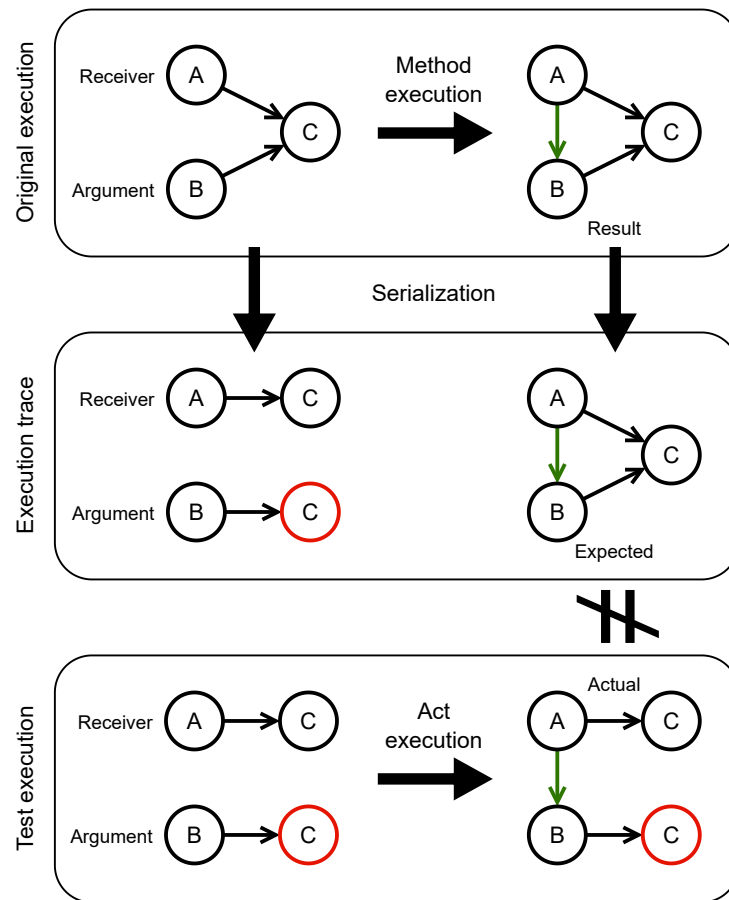 Original execution
Receiver
A
C
Argument
B
Method
execution
A
C
B
Result
Serialization
Execution trace
Receiver
A
C
Argument
B
C
A
C
B
Expected
Test execution
Receiver
A
C
Argument
B
C
Act
execution
Actual
A
C
B
C